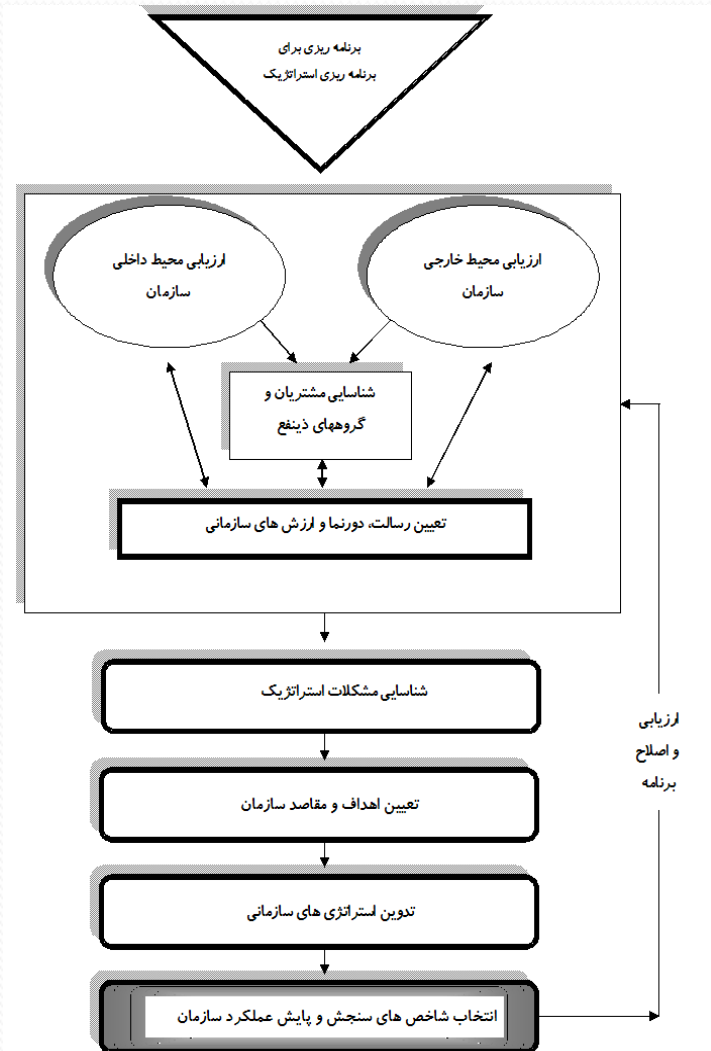 برنامه ریزی برای
برنامه ریزی استراتژیک
ارزیابی محیط خارجی
سازمان
ارزیابی محیط داخلی
سازمان
شناسایی مشتریان و
گروههای ذینفع
تعیین رسالت، دورنما و ارزش های سازمانی
شناسایی مشکلات استراتژیک
تعیین اهداف و مقاصد سازمان
تدوین استراتژی های سازمانی
انتخاب شاخص های سنجش و پایش عملکرد سازمان
ارزیابی
و اصلاح
برنامه